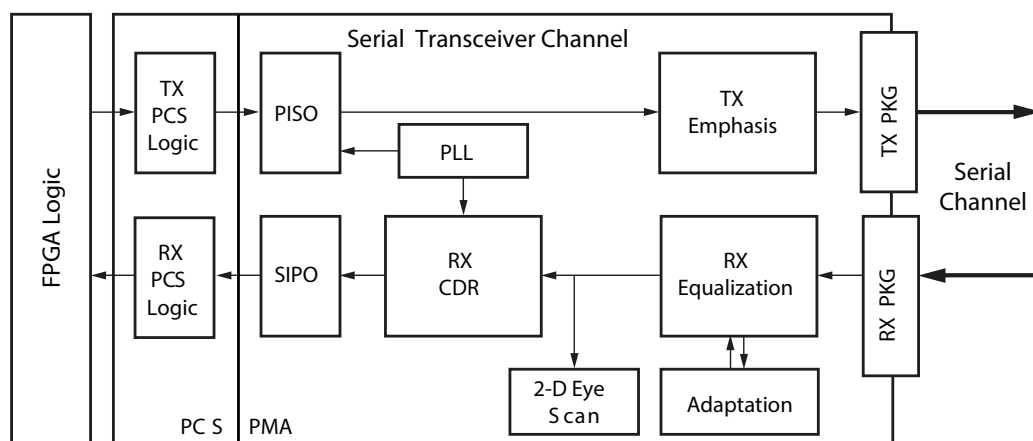 Serial Transceiver Channel
FPGA Logic
TX
PCS
Logic
PISO
TX
Emphasis
TX PKG
PLL
Serial
Channel
RX
PCS
Logic
SIPO
RX
CDR
RX
Equalization
RX PKG
2-D Eye
S can
Adaptation
PC S
PMA